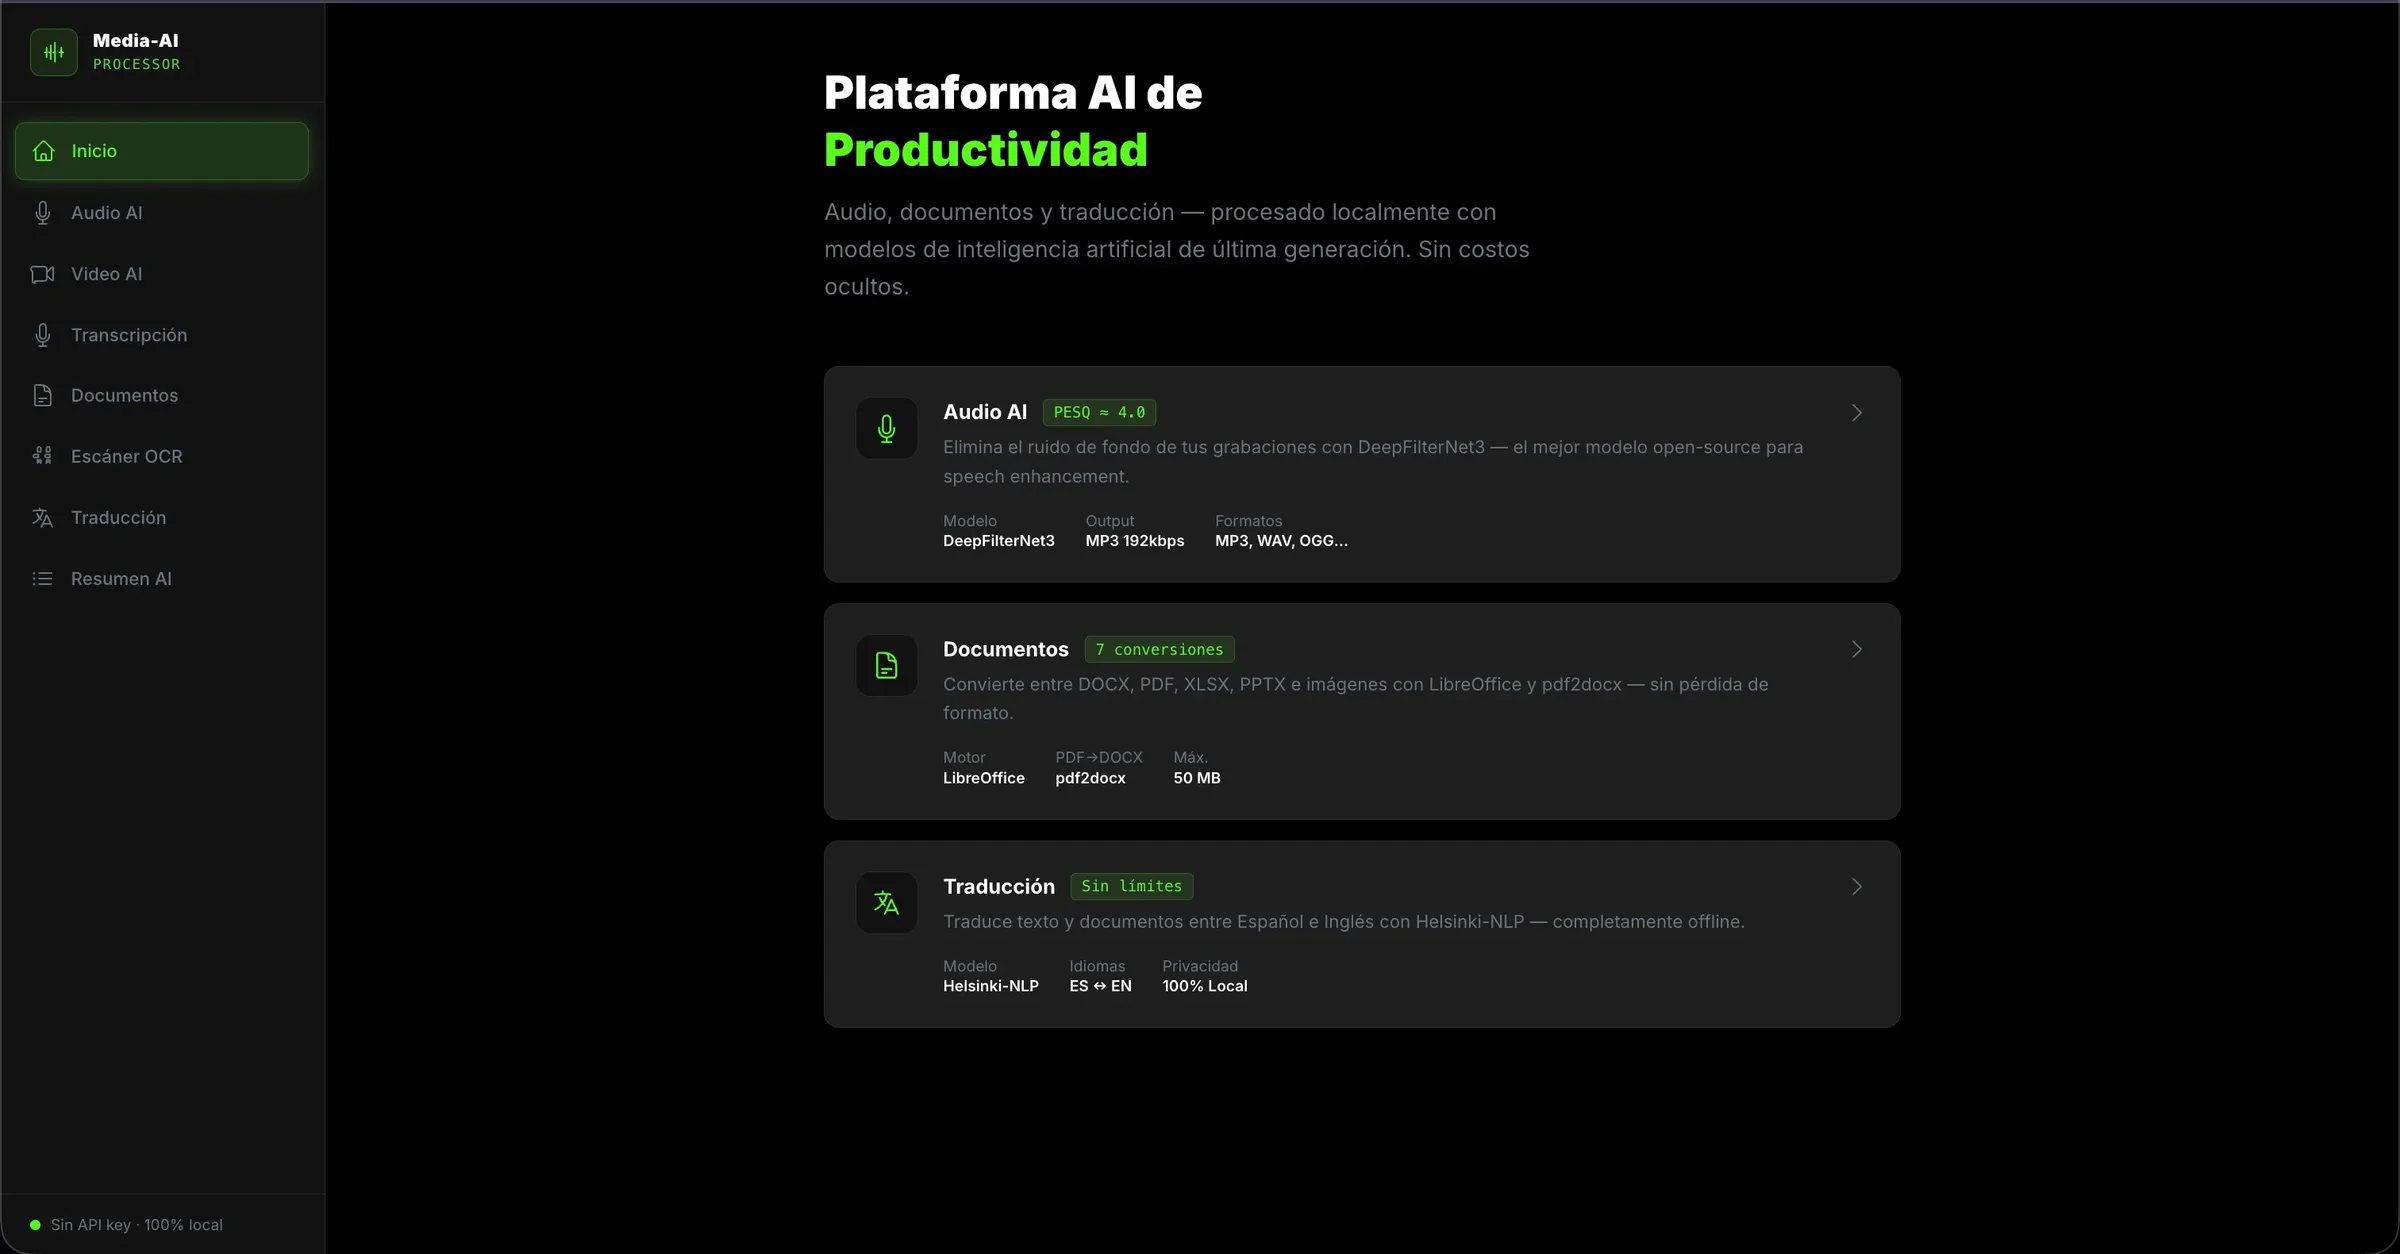 Media-AI
PROCESSOR
Inicio
Audio AI
Video AI
Transcripción
Documentos
Escáner OCR
Traducción
Resumen AI
Sin API key · 100% local
Plataforma AI de
Productividad
Audio, documentos y traducción — procesado localmente con
modelos de inteligencia artificial de última generación. Sin costos
ocultos.
Audio AI PESQ ≈ 4.0
Elimina el ruido de fondo de tus grabaciones con DeepFilterNet3 — el mejor modelo open-source para
speech enhancement.
Modelo Output Formatos
DeepFilterNet3 MP3 192kbps MP3, WAV, OGG...
Documentos 7 conversiones
Convierte entre DOCX, PDF, XLSX, PPTX e imágenes con LibreOffice y pdf2docx — sin pérdida de
formato.
Motor PDF→DOCX Máx.
LibreOffice pdf2docx 50 MB
Traducción Sin límites
Traduce texto y documentos entre Español e Inglés con Helsinki-NLP — completamente offline.
Modelo Idiomas Privacidad
Helsinki-NLP ES ↔ EN 100% Local